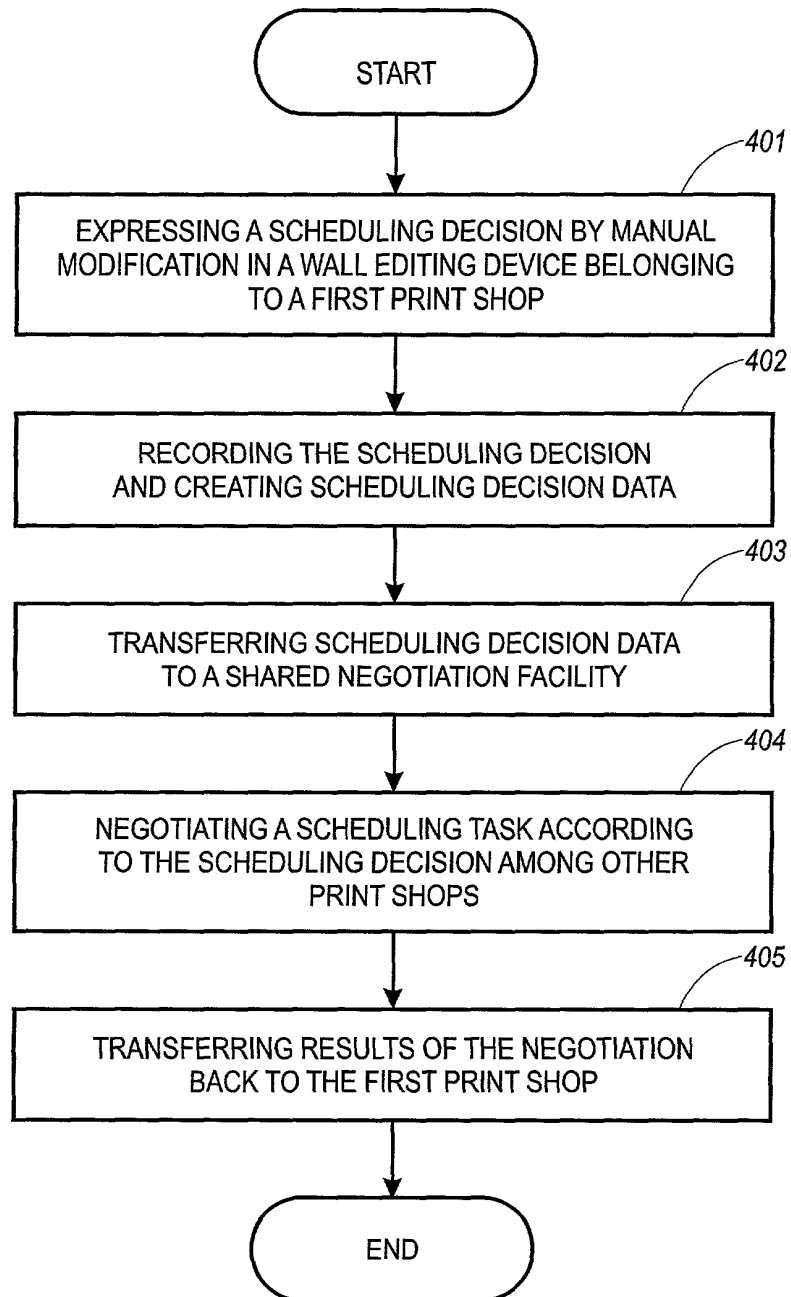 START
401
EXPRESSING A SCHEDULING DECISION BY MANUAL
MODIFICATION IN A WALL EDITING DEVICE BELONGING
TO A FIRST PRINT SHOP
402
RECORDING THE SCHEDULING DECISION
AND CREATING SCHEDULING DECISION DATA
403
TRANSFERRING SCHEDULING DECISION DATA
TO A SHARED NEGOTIATION FACILITY
404
NEGOTIATING A SCHEDULING TASK ACCORDING
TO THE SCHEDULING DECISION AMONG OTHER
PRINT SHOPS
405
TRANSFERRING RESULTS OF THE NEGOTIATION
BACK TO THE FIRST PRINT SHOP
END